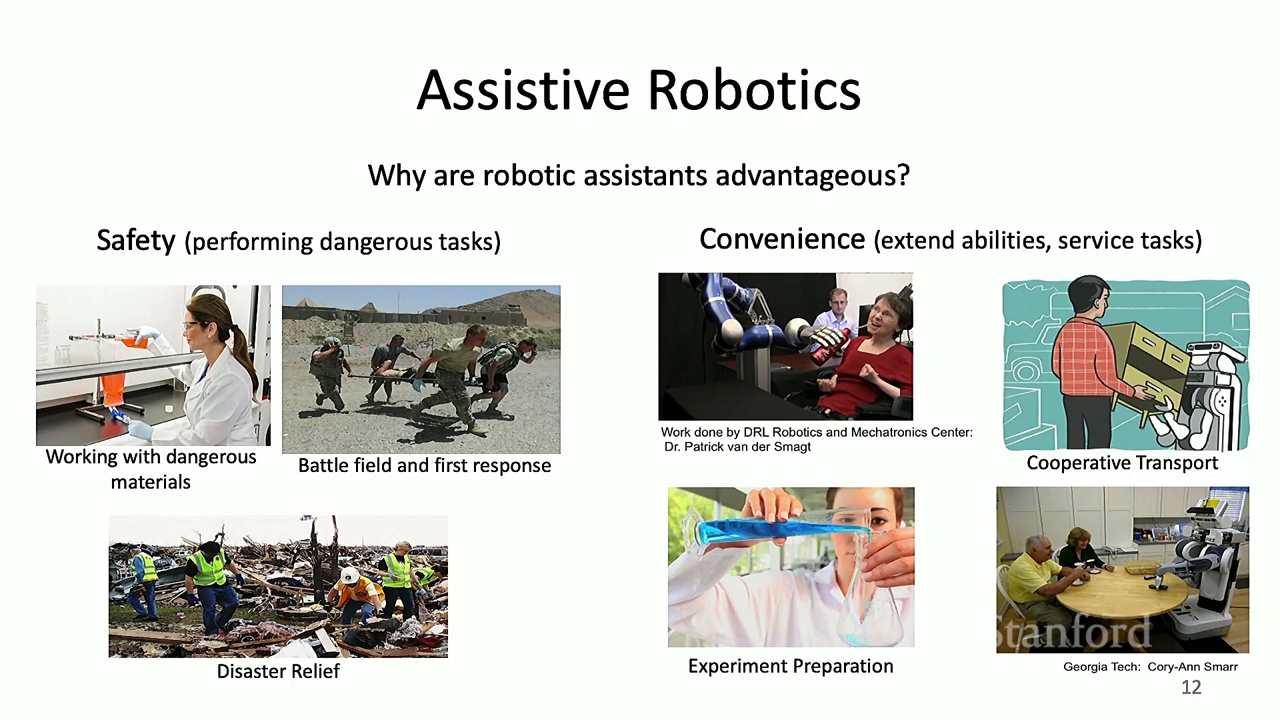 Assistive Robotics
Why are robotic assistants advantageous?
Safety (performing dangerous tasks)
Working with dangerous
materials
Battle field and first response
Disaster Relief
Convenience (extend abilities, service tasks)
Work done by DRL Robotics and Mechatronics Center:
Dr. Patrick van der Smagt
Cooperative Transport
Experiment Preparation
Stanford
Georgia Tech: Cory-Ann Smarr
12